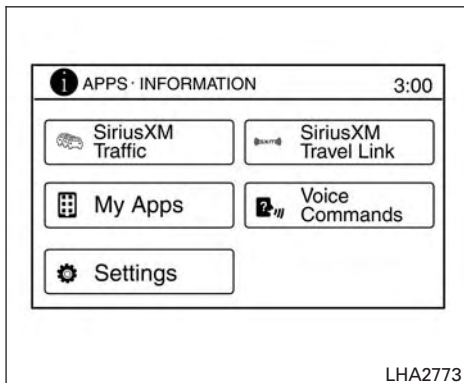 i APPS · INFORMATION 3:00
SiriusXM
Traffic
SiriusXM
Travel Link
My Apps
Voice
Commands
Settings
LHA2773